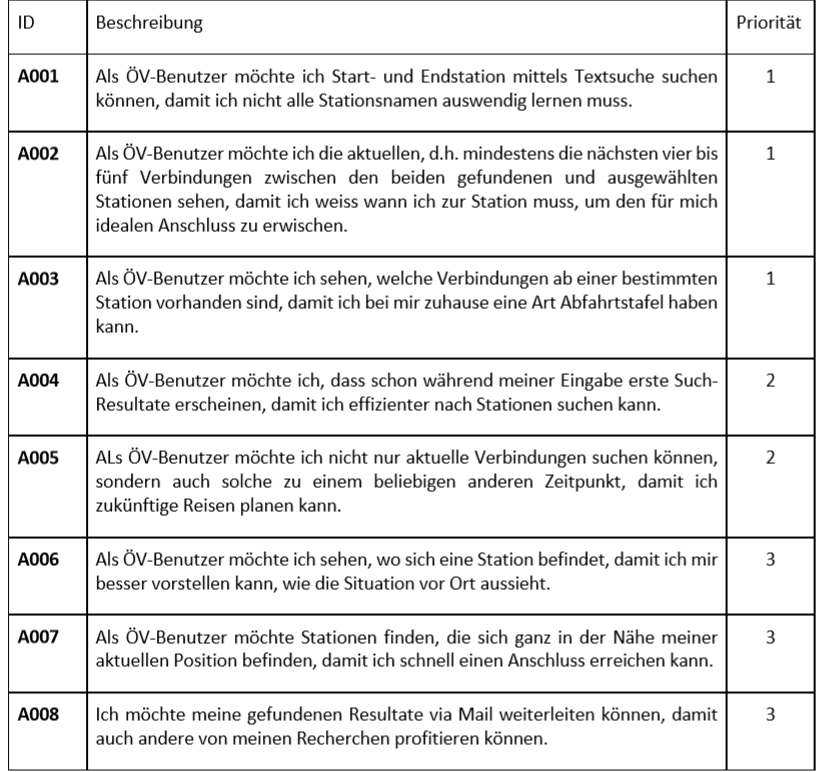 ID Beschreibung Priorität
A001 Als ÖV-Benutzer möchte ich Start- und Endstation mittels Textsuche suchen 1
können, damit ich nicht alle Stationsnamen auswendig lernen muss.
A002 Als ÖV-Benutzer möchte ich die aktuellen, d.h. mindestens die nächsten vier bis 1
fünf Verbindungen zwischen den beiden gefundenen und ausgewählten
Stationen sehen, damit ich weiss wann ich zur Station muss, um den für mich
idealen Anschluss zu erwischen.
A003 Als ÖV-Benutzer möchte ich sehen, welche Verbindungen ab einer bestimmten 1
Station vorhanden sind, damit ich bei mir zuhause eine Art Abfahrtstafel haben
kann.
A004 Als ÖV-Benutzer möchte ich, dass schon während meiner Eingabe erste Such- 2
Resultate erscheinen, damit ich effizienter nach Stationen suchen kann.
A005 ALs ÖV-Benutzer möchte ich nicht nur aktuelle Verbindungen suchen können, 2
sondern auch solche zu einem beliebigen anderen Zeitpunkt, damit ich
zukünftige Reisen planen kann.
A006 Als ÖV-Benutzer möchte ich sehen, wo sich eine Station befindet, damit ich mir 3
besser vorstellen kann, wie die Situation vor Ort aussieht.
A007 Als ÖV-Benutzer möchte Stationen finden, die sich ganz in der Nähe meiner 3
aktuellen Position befinden, damit ich schnell einen Anschluss erreichen kann.
A008 Ich möchte meine gefundenen Resultate via Mail weiterleiten können, damit 3
auch andere von meinen Recherchen profitieren können.